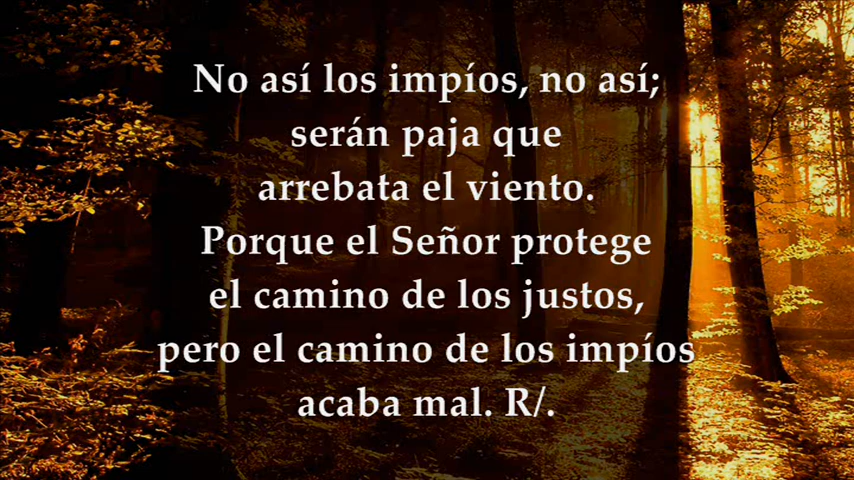 No así los impíos, no así;
serán paja que
arrebata el viento.
Porque el Señor protege
el camino de los justos,
pero el camino de los impíos
acaba mal. R/.